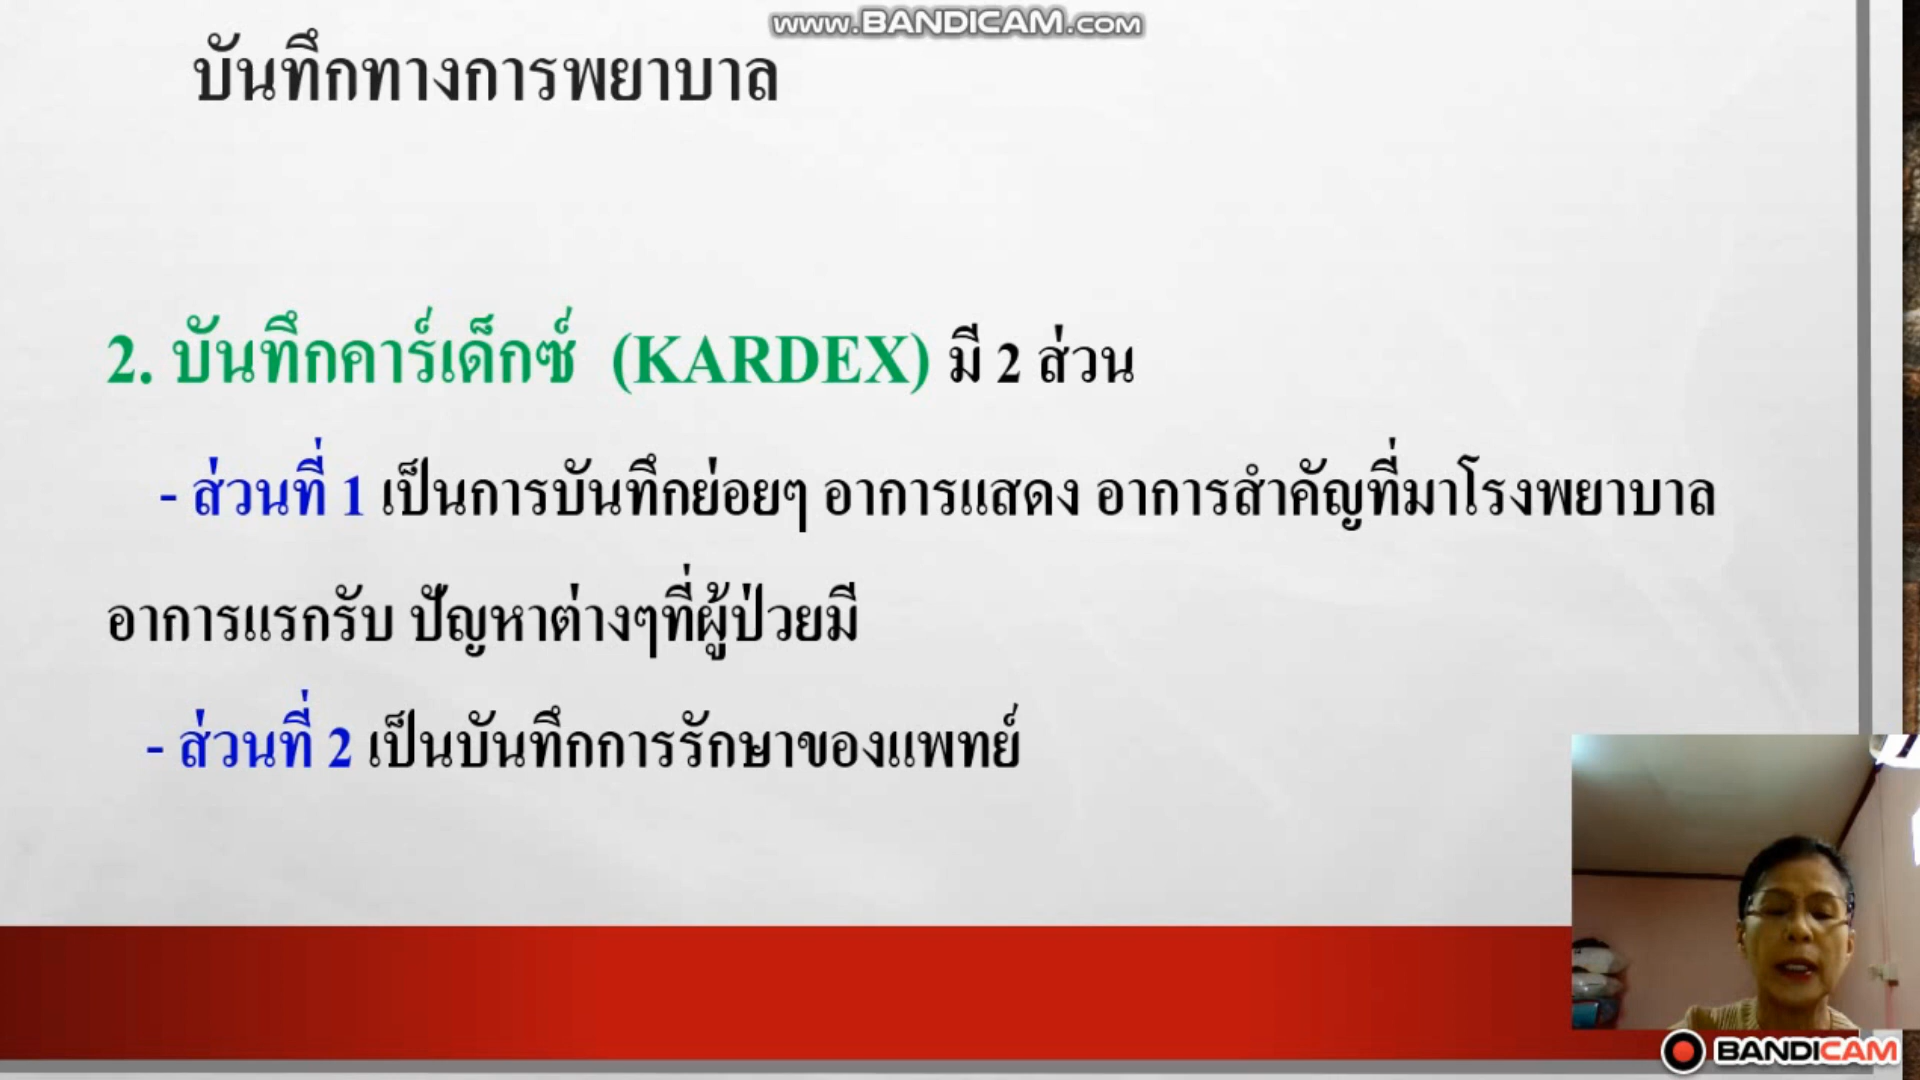 www.BANDICAM.com
บันทึกทางการพยาบาล
2. บันทึกคาร์เด็กซ์ (KARDEX) มี 2 ส่วน
- ส่วนที่ 1 เป็นการบันทึกย่อยๆ อาการแสดง อาการสำคัญที่มาโรงพยาบาล
อาการแรกรับ ปัญหาต่างๆที่ผู้ป่วยมี
- ส่วนที่ 2 เป็นบันทึกการรักษาของแพทย์
BANDICAM